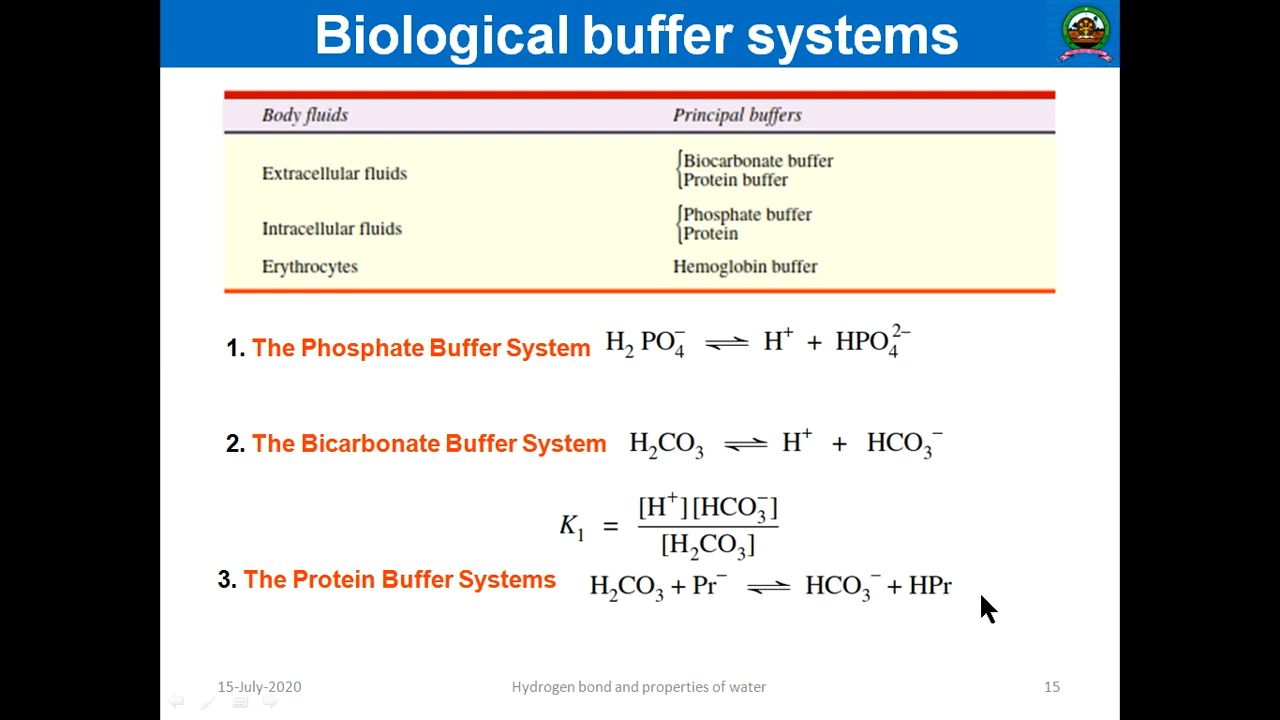 Biological buffer systems
Body fluids Principal buffers
Extracellular fluids {Biocarbonate buffer
{Protein buffer
Intracellular fluids {Phosphate buffer
{Protein
Erythrocytes Hemoglobin buffer
1. The Phosphate Buffer System H₂ PO₄⁻ ⇌ H⁺ + HPO₄²⁻
2. The Bicarbonate Buffer System H₂CO₃ ⇌ H⁺ + HCO₃⁻
K₁ = [H⁺][HCO₃⁻] / [H₂CO₃]
3. The Protein Buffer Systems H₂CO₃ + Pr⁻ ⇌ HCO₃⁻ + HPr
15-July-2020 Hydrogen bond and properties of water 15